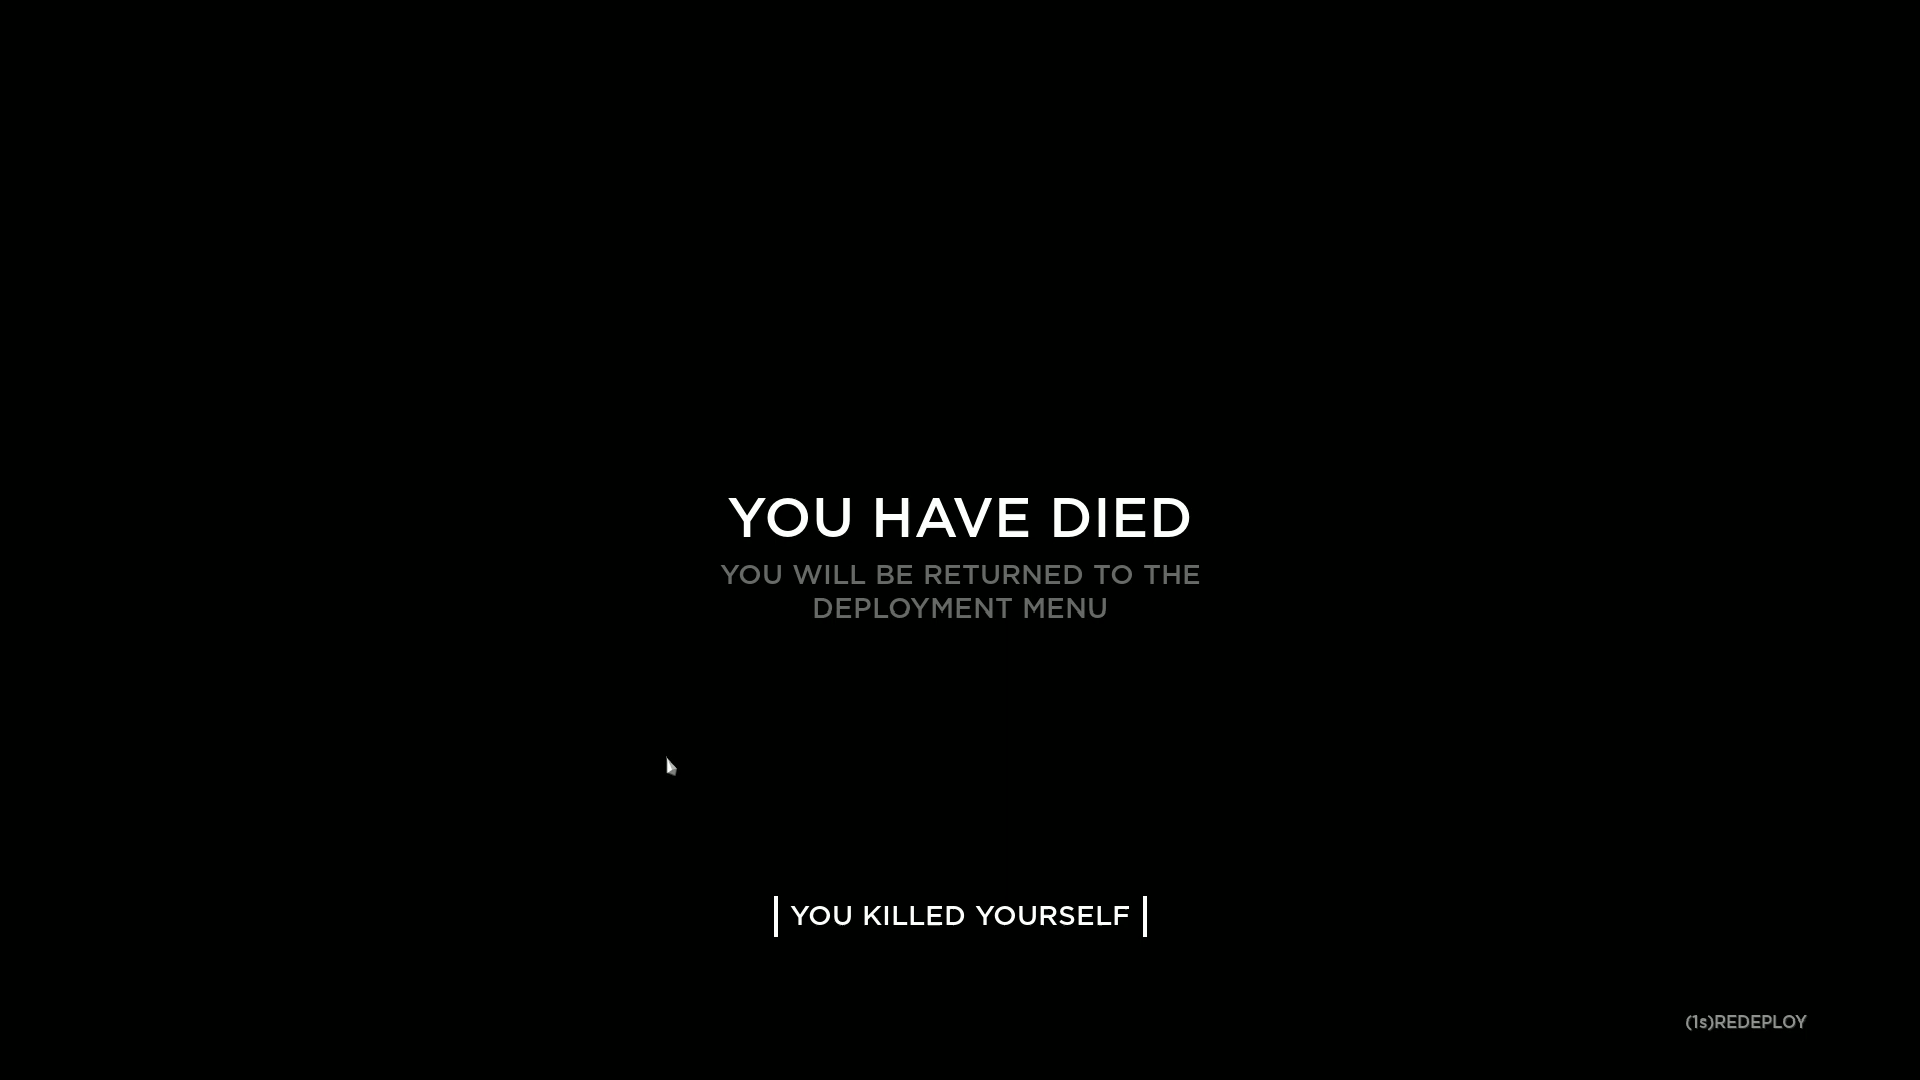 YOU HAVE DIED
YOU WILL BE RETURNED TO THE
DEPLOYMENT MENU
YOU KILLED YOURSELF
(1s)REDEPLOY